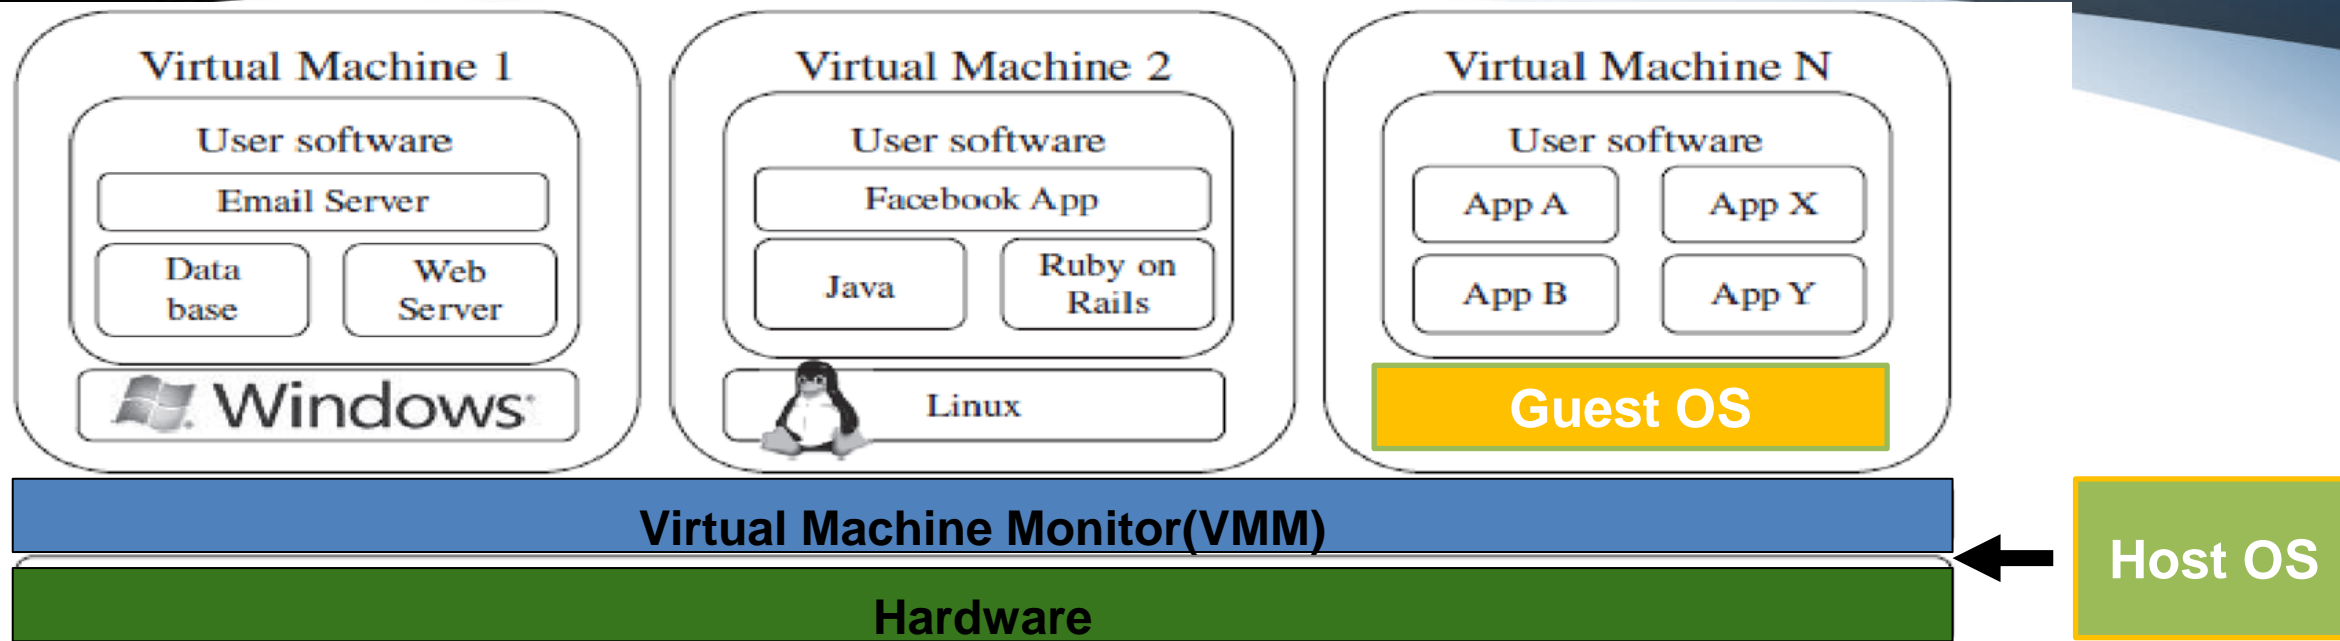 Virtual Machine 1
User software
Email Server
Data
base
Web
Server
Windows
Virtual Machine 2
User software
Facebook App
Java
Ruby on
Rails
Linux
Virtual Machine N
User software
App A
App X
App B
App Y
Guest OS
Virtual Machine Monitor(VMM)
Host OS
Hardware